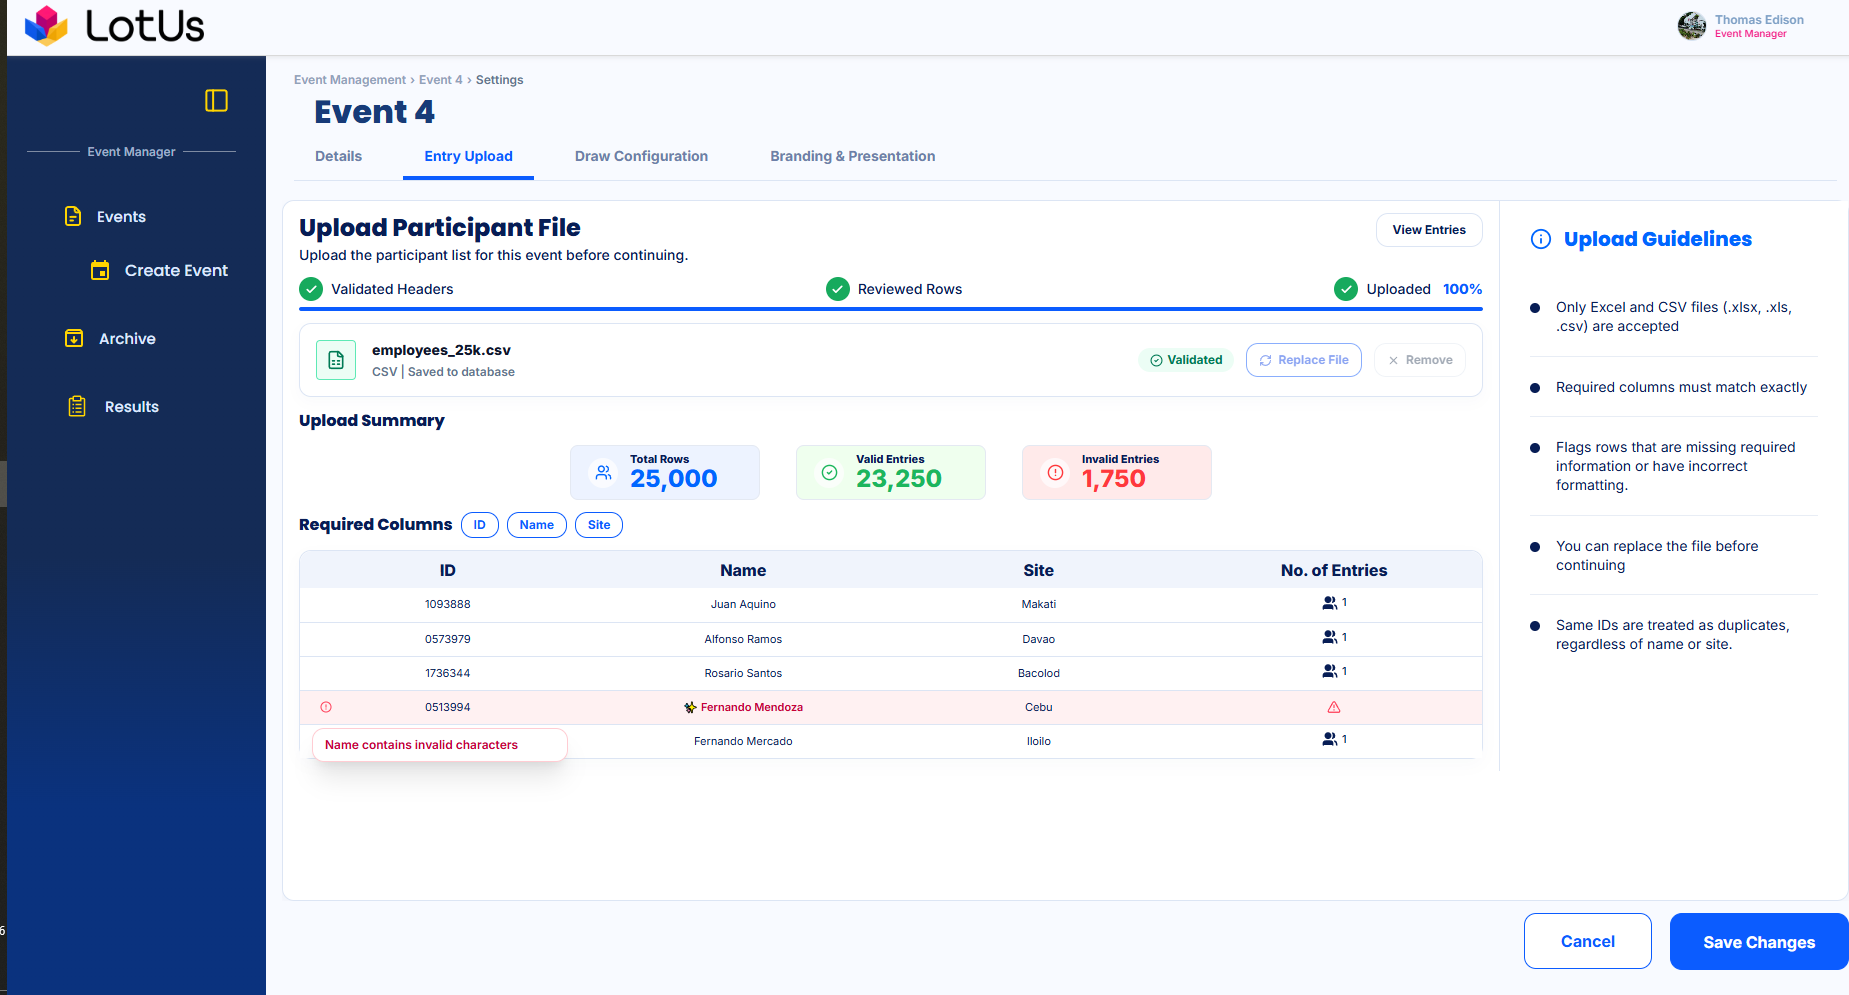 LotUs
Thomas Edison
Event Manager
Event Manager
Events
Create Event
Archive
Results
6
Event Management › Event 4 › Settings
Event 4
Details
Entry Upload
Draw Configuration
Branding & Presentation
Upload Participant File
View Entries
Upload the participant list for this event before continuing.
Validated Headers
Reviewed Rows
Uploaded 100%
employees_25k.csv
CSV | Saved to database
Validated
Replace File
Remove
Upload Summary
Total Rows
25,000
Valid Entries
23,250
Invalid Entries
1,750
Required Columns ID Name Site
ID Name Site No. of Entries
1093888 Juan Aquino Makati 1
0573979 Alfonso Ramos Davao 1
1736344 Rosario Santos Bacolod 1
0513994 ✨ Fernando Mendoza Cebu
Name contains invalid characters
Fernando Mercado Iloilo 1
Upload Guidelines
Only Excel and CSV files (.xlsx, .xls,
.csv) are accepted
Required columns must match exactly
Flags rows that are missing required
information or have incorrect
formatting.
You can replace the file before
continuing
Same IDs are treated as duplicates,
regardless of name or site.
Cancel
Save Changes